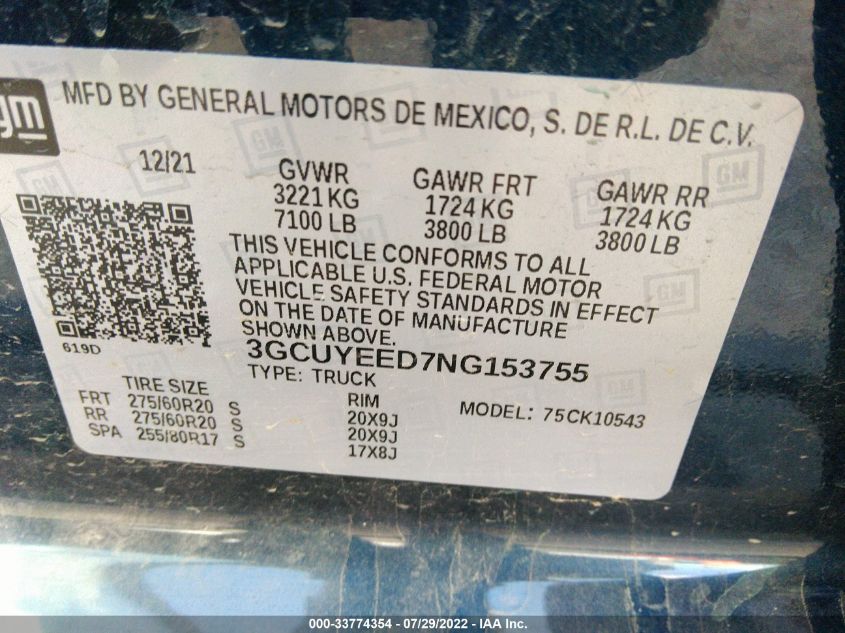 gm
MFD BY GENERAL MOTORS DE MEXICO, S. DE R.L. DE C.V.
12/21
GVWR
3221 KG
7100 LB
GAWR FRT
1724 KG
3800 LB
GAWR RR
1724 KG
3800 LB
THIS VEHICLE CONFORMS TO ALL
APPLICABLE U.S. FEDERAL MOTOR
VEHICLE SAFETY STANDARDS IN EFFECT
ON THE DATE OF MANUFACTURE
SHOWN ABOVE.
619D
3GCUYEED7NG153755
TYPE: TRUCK
TIRE SIZE RIM
FRT 275/60R20 S 20X9J
RR 275/60R20 S 20X9J
SPA 255/80R17 S 17X8J
MODEL: 75CK10543
000-33774354 - 07/29/2022 - IAA Inc.